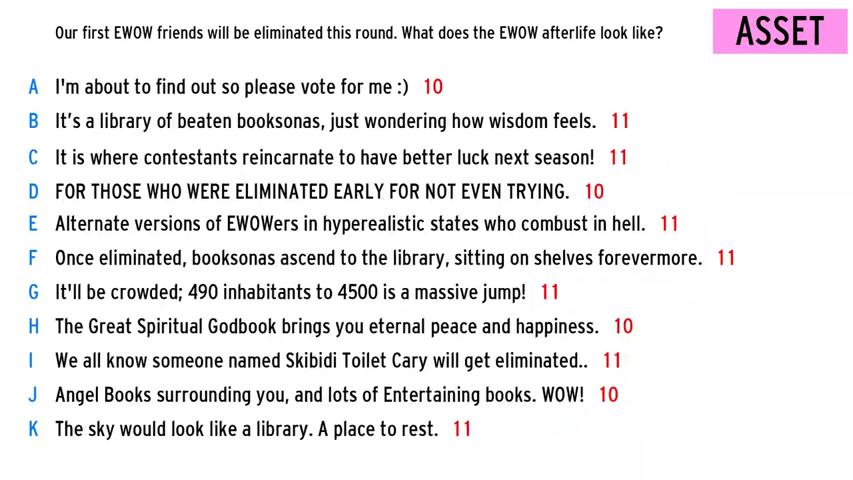 Our first EWOW friends will be eliminated this round. What does the EWOW afterlife look like?
ASSET
A I'm about to find out so please vote for me :) 10
B It’s a library of beaten booksonas, just wondering how wisdom feels. 11
C It is where contestants reincarnate to have better luck next season! 11
D FOR THOSE WHO WERE ELIMINATED EARLY FOR NOT EVEN TRYING. 10
E Alternate versions of EWOWers in hyperealistic states who combust in hell. 11
F Once eliminated, booksonas ascend to the library, sitting on shelves forevermore. 11
G It'll be crowded; 490 inhabitants to 4500 is a massive jump! 11
H The Great Spiritual Godbook brings you eternal peace and happiness. 10
I We all know someone named Skibidi Toilet Cary will get eliminated.. 11
J Angel Books surrounding you, and lots of Entertaining books. WOW! 10
K The sky would look like a library. A place to rest. 11